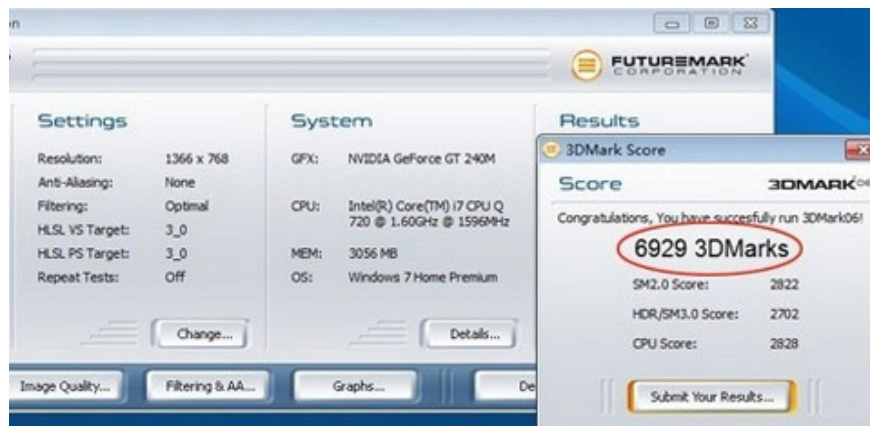 n
FUTUREMARK
CORPORATION
Settings
Resolution: 1366 x 768
Anti-Aliasing: None
Filtering: Optimal
HLSL VS Target: 3_0
HLSL PS Target: 3_0
Repeat Tests: Off
Change...
System
GFX: NVIDIA GeForce GT 240M
CPU: Intel(R) Core(TM) i7 CPU Q
720 @ 1.60GHz @ 1596MHz
MEM: 3056 MB
OS: Windows 7 Home Premium
Details...
Results
3DMark Score
Score
3DMARK06
Congratulations, You have succesfully run 3DMark06!
6929 3DMarks
SM2.0 Score: 2822
HDR/SM3.0 Score: 2702
CPU Score: 2828
Submit Your Results...
Image Quality...
Filtering & AA...
Graphs...
De